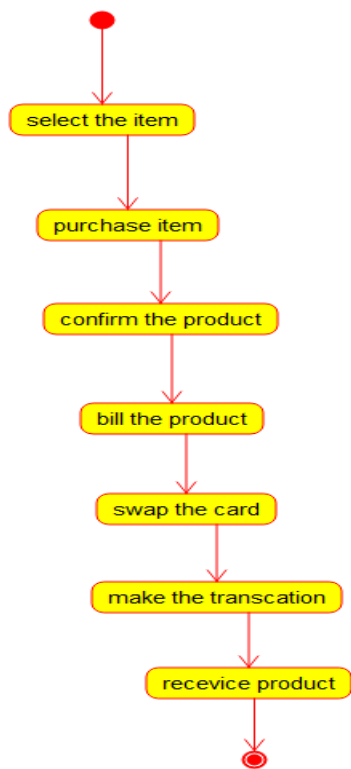 select the item
purchase item
confirm the product
bill the product
swap the card
make the transcation
recevice product